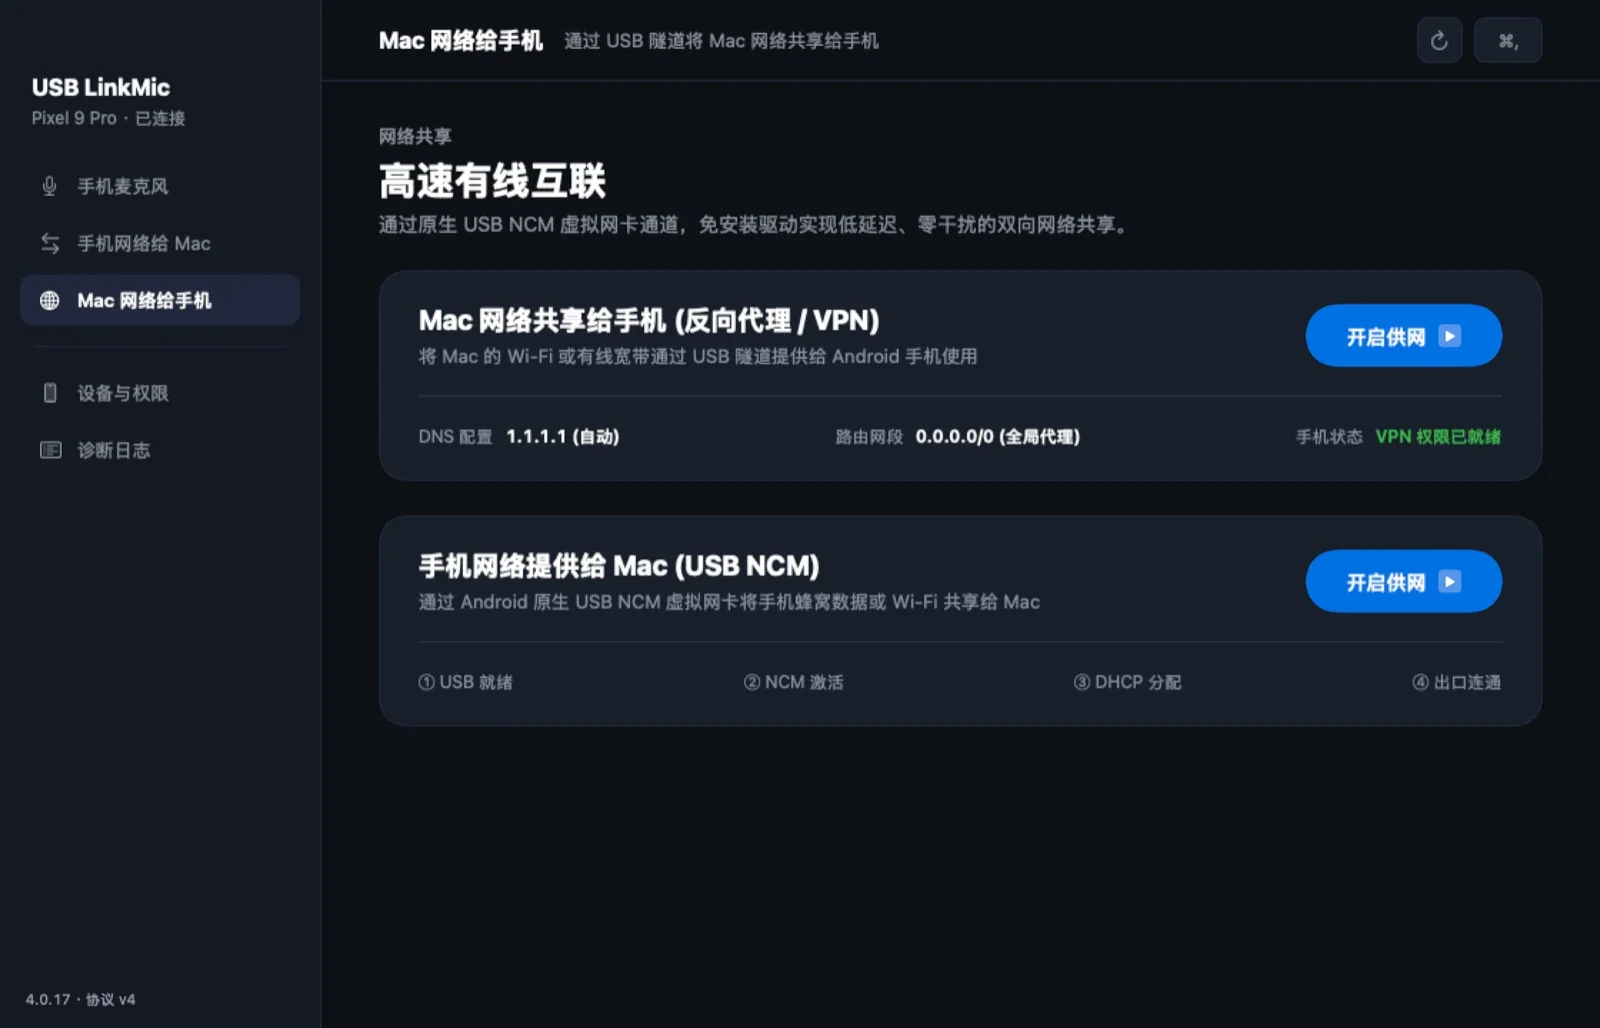 USB LinkMic
Pixel 9 Pro · 已连接
手机麦克风
手机网络给 Mac
Mac 网络给手机
设备与权限
诊断日志
4.0.17 · 协议 v4
Mac 网络给手机 通过 USB 隧道将 Mac 网络共享给手机
⌘,
网络共享
高速有线互联
通过原生 USB NCM 虚拟网卡通道，免安装驱动实现低延迟、零干扰的双向网络共享。
Mac 网络共享给手机 (反向代理 / VPN)
将 Mac 的 Wi-Fi 或有线宽带通过 USB 隧道提供给 Android 手机使用
开启供网
DNS 配置 1.1.1.1 (自动) 路由网段 0.0.0.0/0 (全局代理) 手机状态 VPN 权限已就绪
手机网络提供给 Mac (USB NCM)
通过 Android 原生 USB NCM 虚拟网卡将手机蜂窝数据或 Wi-Fi 共享给 Mac
开启供网
① USB 就绪 ② NCM 激活 ③ DHCP 分配 ④ 出口连通